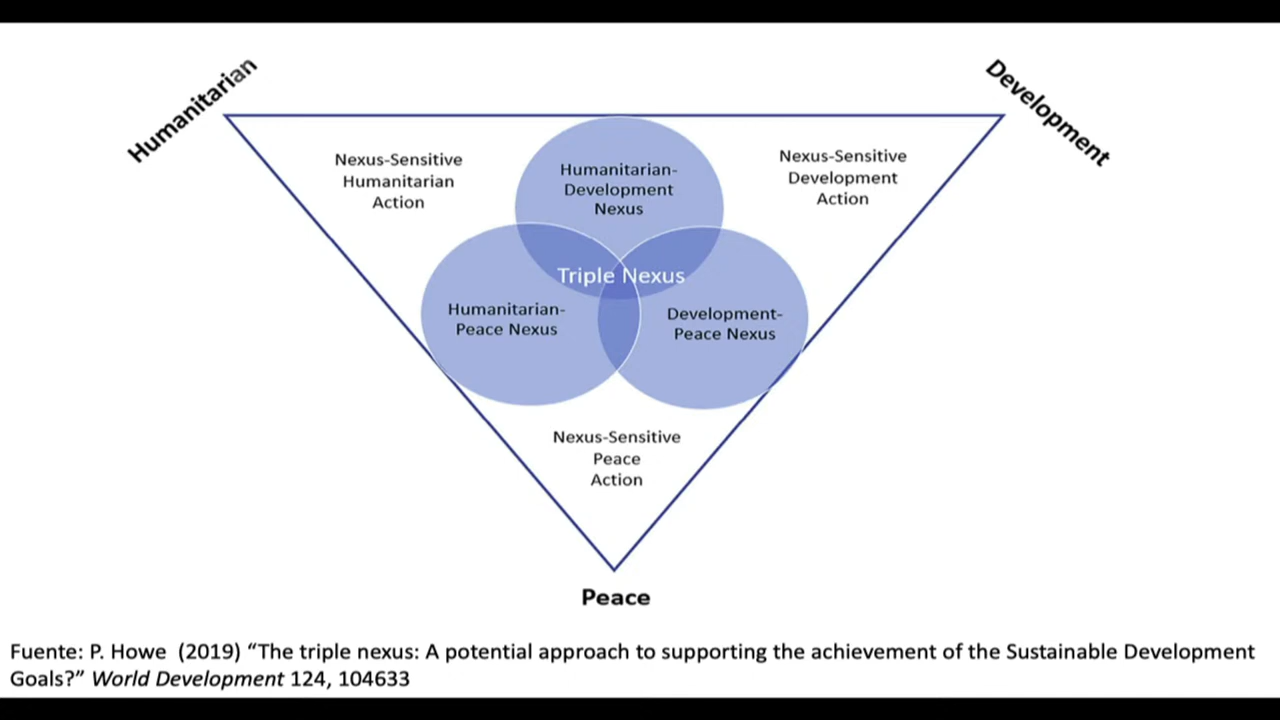 Humanitarian
Development
Nexus-Sensitive
Humanitarian
Action
Humanitarian-
Development
Nexus
Nexus-Sensitive
Development
Action
Triple Nexus
Humanitarian-
Peace Nexus
Development-
Peace Nexus
Nexus-Sensitive
Peace
Action
Peace
Fuente: P. Howe (2019) “The triple nexus: A potential approach to supporting the achievement of the Sustainable Development
Goals?” World Development 124, 104633